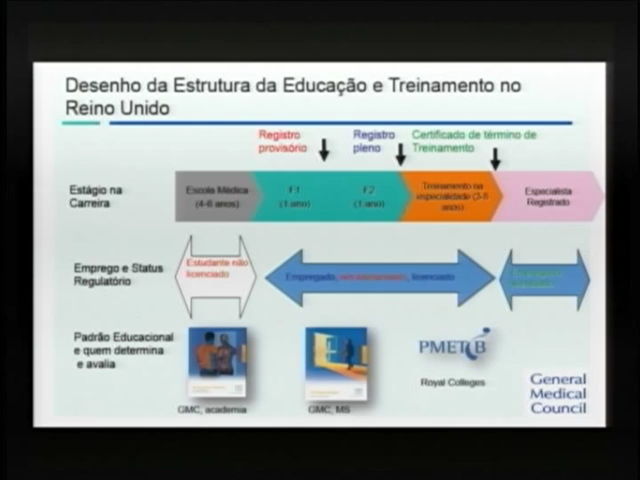 Desenho da Estrutura da Educação e Treinamento no
Reino Unido
Registro
provisório
Registro
pleno
Certificado de término de
Treinamento
Estágio na
Carreira
Escola Médica
(4-6 anos)
F1
(1 ano)
F2
(1 ano)
Treinamento na
especialidade (3-8
anos)
Especialista
Registrado
Emprego e Status
Regulatório
Estudante não
licenciado
Empregado, licenciado
Padrão Educacional
e quem determina
e avalia
GMC, academia
GMC, MS
PMETB
Royal Colleges
General
Medical
Council